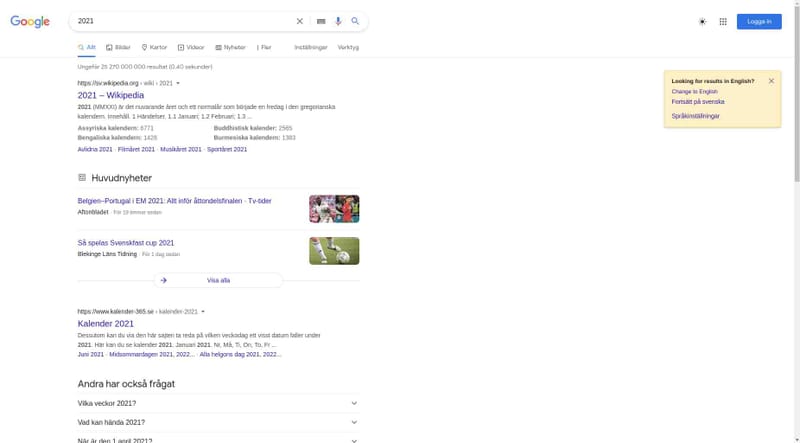 Google
2021
Logga in
Allt
Bilder
Kartor
Videor
Nyheter
Fler
Inställningar
Verktyg
Ungefär 25 270 000 000 resultat (0,40 sekunder)
https://sv.wikipedia.org › wiki › 2021
2021 – Wikipedia
2021 (MMXXI) är det nuvarande året och ett normalår som började en fredag i den gregorianska
kalendern. Innehåll. 1 Händelser. 1.1 Januari; 1.2 Februari; 1.3 ...
Assyriska kalendern: 6771
Buddhistisk kalender: 2565
Bengaliska kalendern: 1428
Burmesiska kalendern: 1383
Avlidna 2021 · Filmåret 2021 · Musikåret 2021 · Sportåret 2021
Huvudnyheter
Belgien–Portugal i EM 2021: Allt inför åttondelsfinalen · Tv-tider
Aftonbladet · För 19 timmar sedan
Så spelas Svenskfast cup 2021
Blekinge Läns Tidning · För 1 dag sedan
Visa alla
https://www.kalender-365.se › kalender-2021
Kalender 2021
Dessutom kan du via den här sajten ta reda på vilken veckodag ett visst datum faller under
2021. Här kan du se kalender 2021. Januari 2021. Nr, Må, Ti, On, To, Fr ...
Juni 2021 · Midsommardagen 2021, 2022... · Alla helgons dag 2021, 2022...
Andra har också frågat
Vilka veckor 2021?
Vad kan hända 2021?
När är den 1 april 2021?
Looking for results in English?
Change to English
Fortsätt på svenska
Språkinställningar